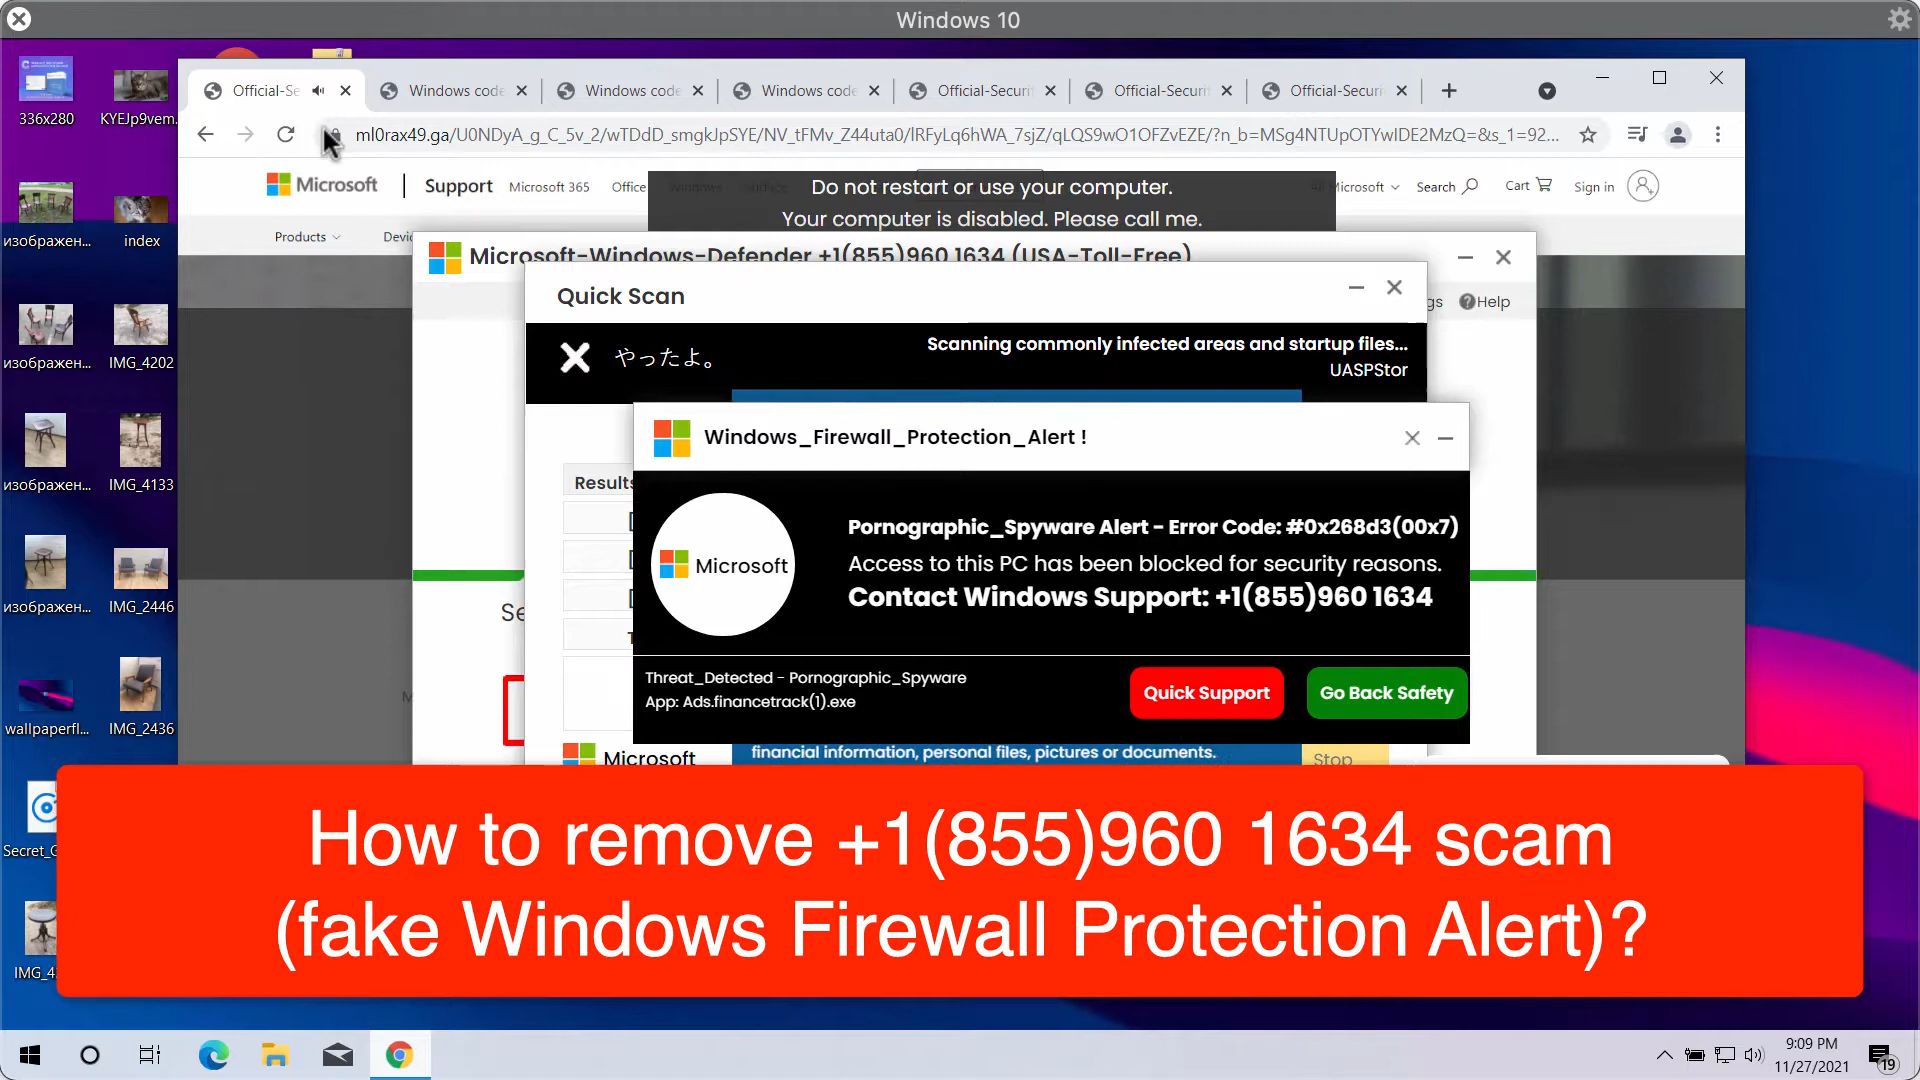 Windows 10
336x280
KYEJp9vem...
изображен...
index
изображен...
IMG_4202
изображен...
IMG_4133
изображен...
IMG_2446
wallpaperfl...
IMG_2436
Official-Se
Windows code
Windows code
Windows code
Official-Securi
Official-Securi
Official-Securi
ml0rax49.ga/U0NDyA_g_C_5v_2/wTDdD_smgkJpSYE/NV_tFMv_Z44uta0/lRFyLq6hWA_7sjZ/qLQS9wO1OFZvEZE/?n_b=MSg4NTUpOTYwIDE2MzQ=&s_1=92...
Microsoft
Support
Microsoft 365
Office
Microsoft
Search
Cart
Sign in
Products
Do not restart or use your computer.
Your computer is disabled. Please call me.
Microsoft-Windows-Defender +1(855)960 1634 (USA-Toll-Free)
Help
Quick Scan
やったよ。
Scanning commonly infected areas and startup files...
UASPStor
Results
Windows_Firewall_Protection_Alert !
Microsoft
Pornographic_Spyware Alert - Error Code: #0x268d3(00x7)
Access to this PC has been blocked for security reasons.
Contact Windows Support: +1(855)960 1634
Threat_Detected - Pornographic_Spyware
App: Ads.financetrack(1).exe
Quick Support
Go Back Safety
Microsoft
financial information, personal files, pictures or documents.
Stop
How to remove +1(855)960 1634 scam
(fake Windows Firewall Protection Alert)?
9:09 PM
11/27/2021
19